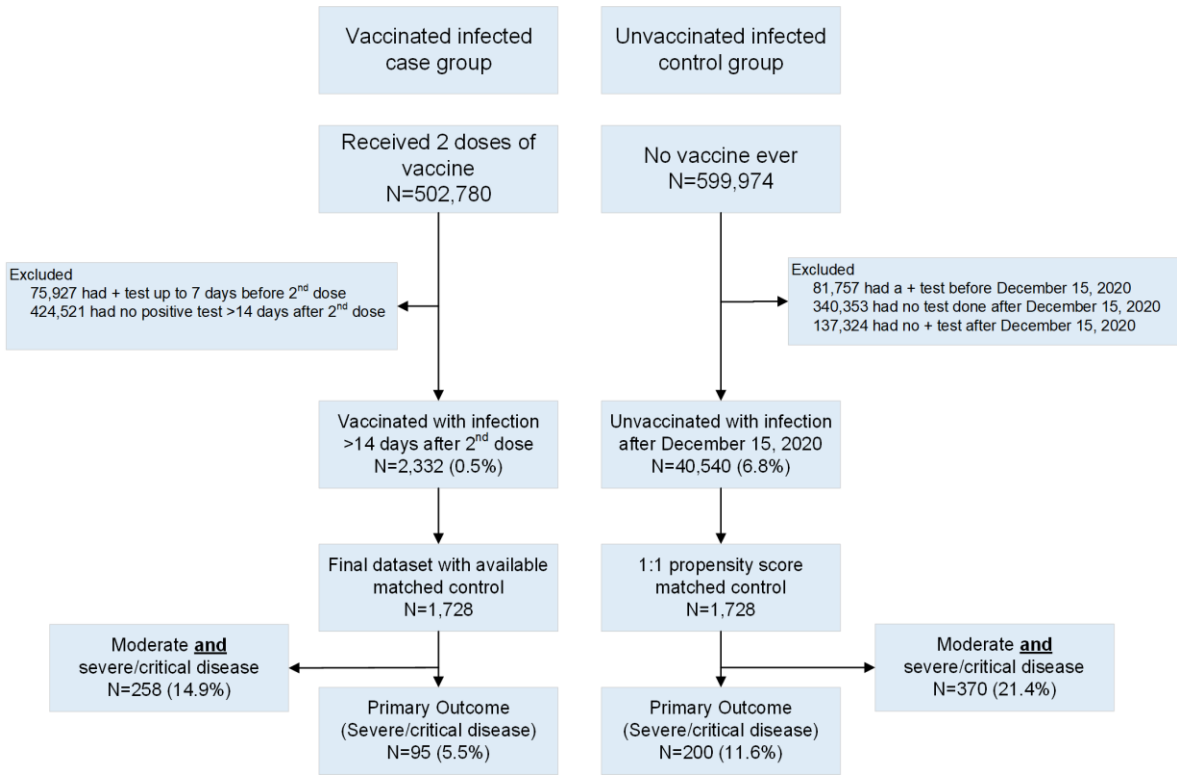 Vaccinated infected
case group
Unvaccinated infected
control group
Received 2 doses of
vaccine
N=502,780
No vaccine ever
N=599,974
Excluded
75,927 had + test up to 7 days before 2nd dose
424,521 had no positive test >14 days after 2nd dose
Excluded
81,757 had a + test before December 15, 2020
340,353 had no test done after December 15, 2020
137,324 had no + test after December 15, 2020
Vaccinated with infection
>14 days after 2nd dose
N=2,332 (0.5%)
Unvaccinated with infection
after December 15, 2020
N=40,540 (6.8%)
Final dataset with available
matched control
N=1,728
1:1 propensity score
matched control
N=1,728
Moderate and
severe/critical disease
N=258 (14.9%)
Moderate and
severe/critical disease
N=370 (21.4%)
Primary Outcome
(Severe/critical disease)
N=95 (5.5%)
Primary Outcome
(Severe/critical disease)
N=200 (11.6%)